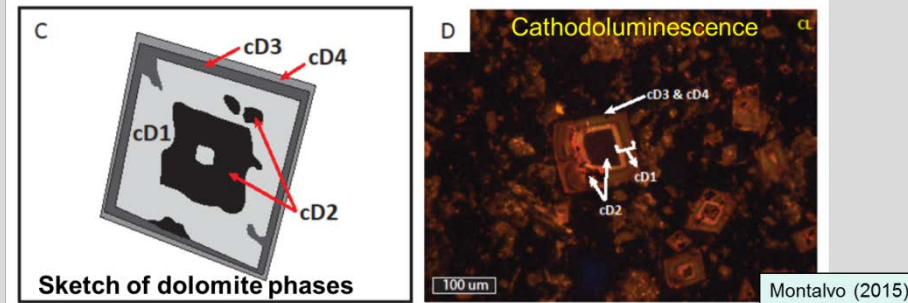 C
cD3
cD4
cD1
cD2
Sketch of dolomite phases
D
Cathodoluminescence
CL
cD3 & cD4
cD1
cD2
100 um
Montalvo (2015)